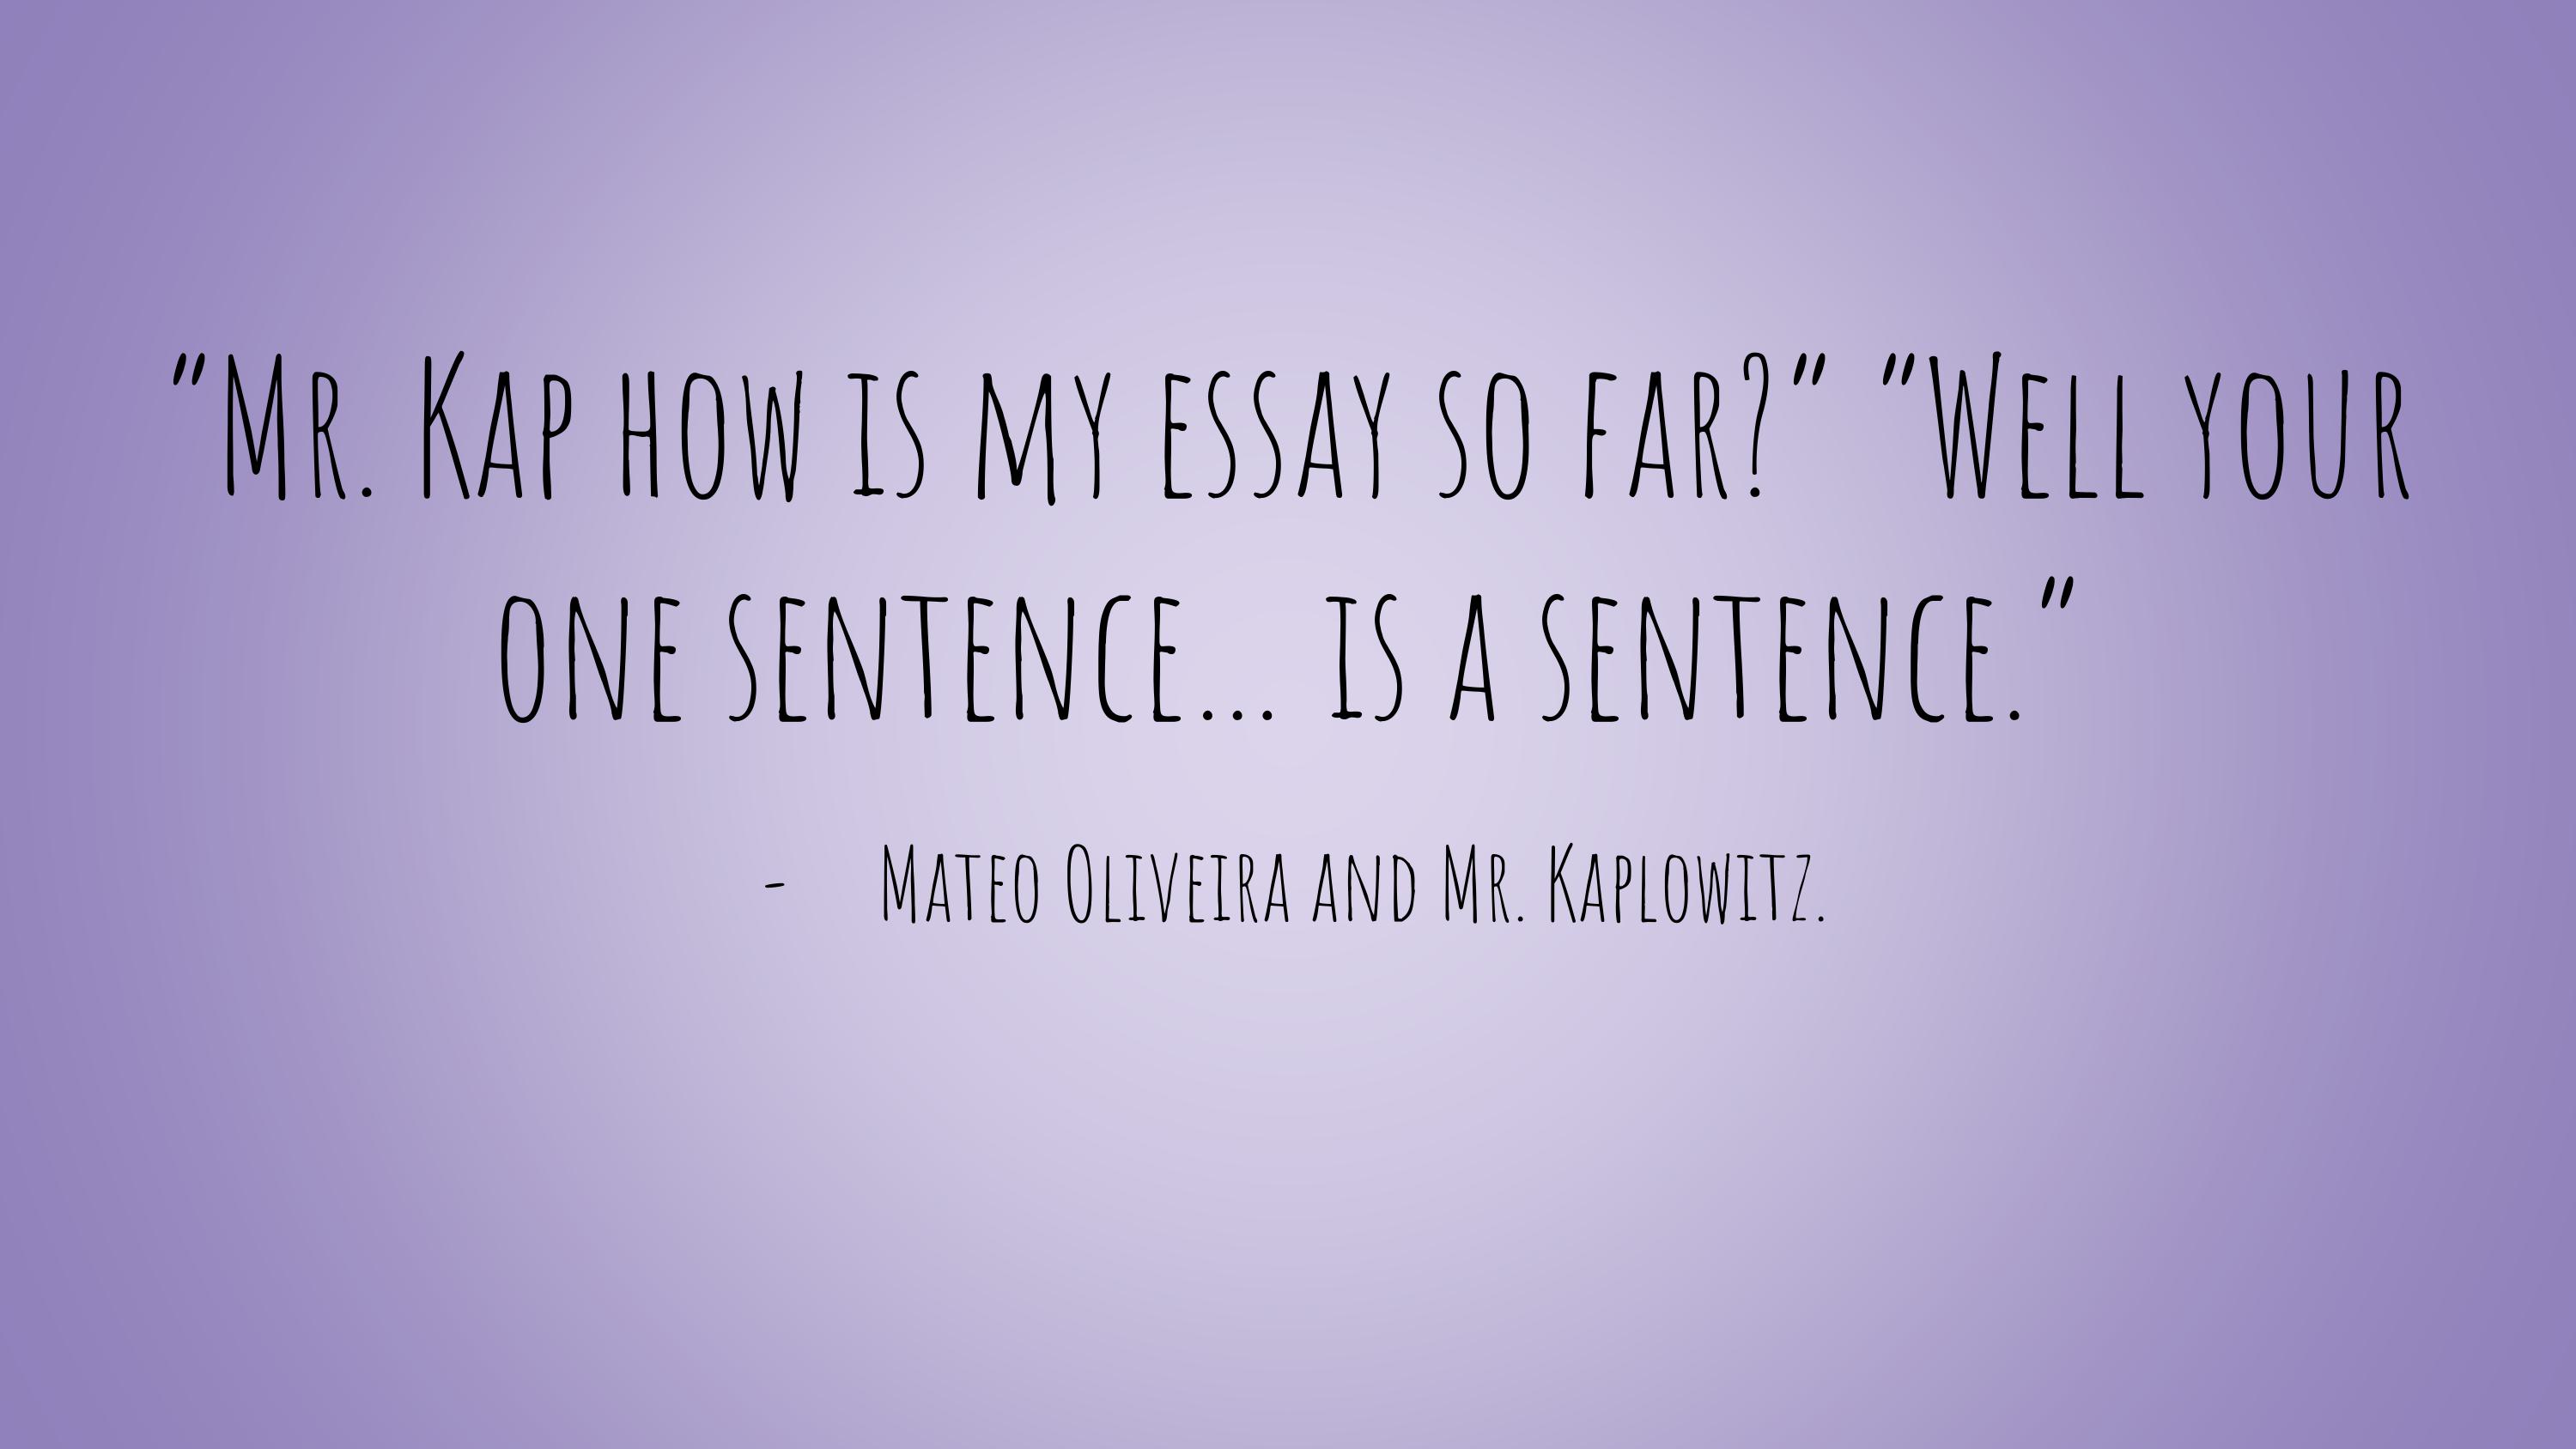 "Mr. Kap how is my essay so far?" "Well your
one sentence... is a sentence."
- Mateo Oliveira and Mr. Kaplowitz.